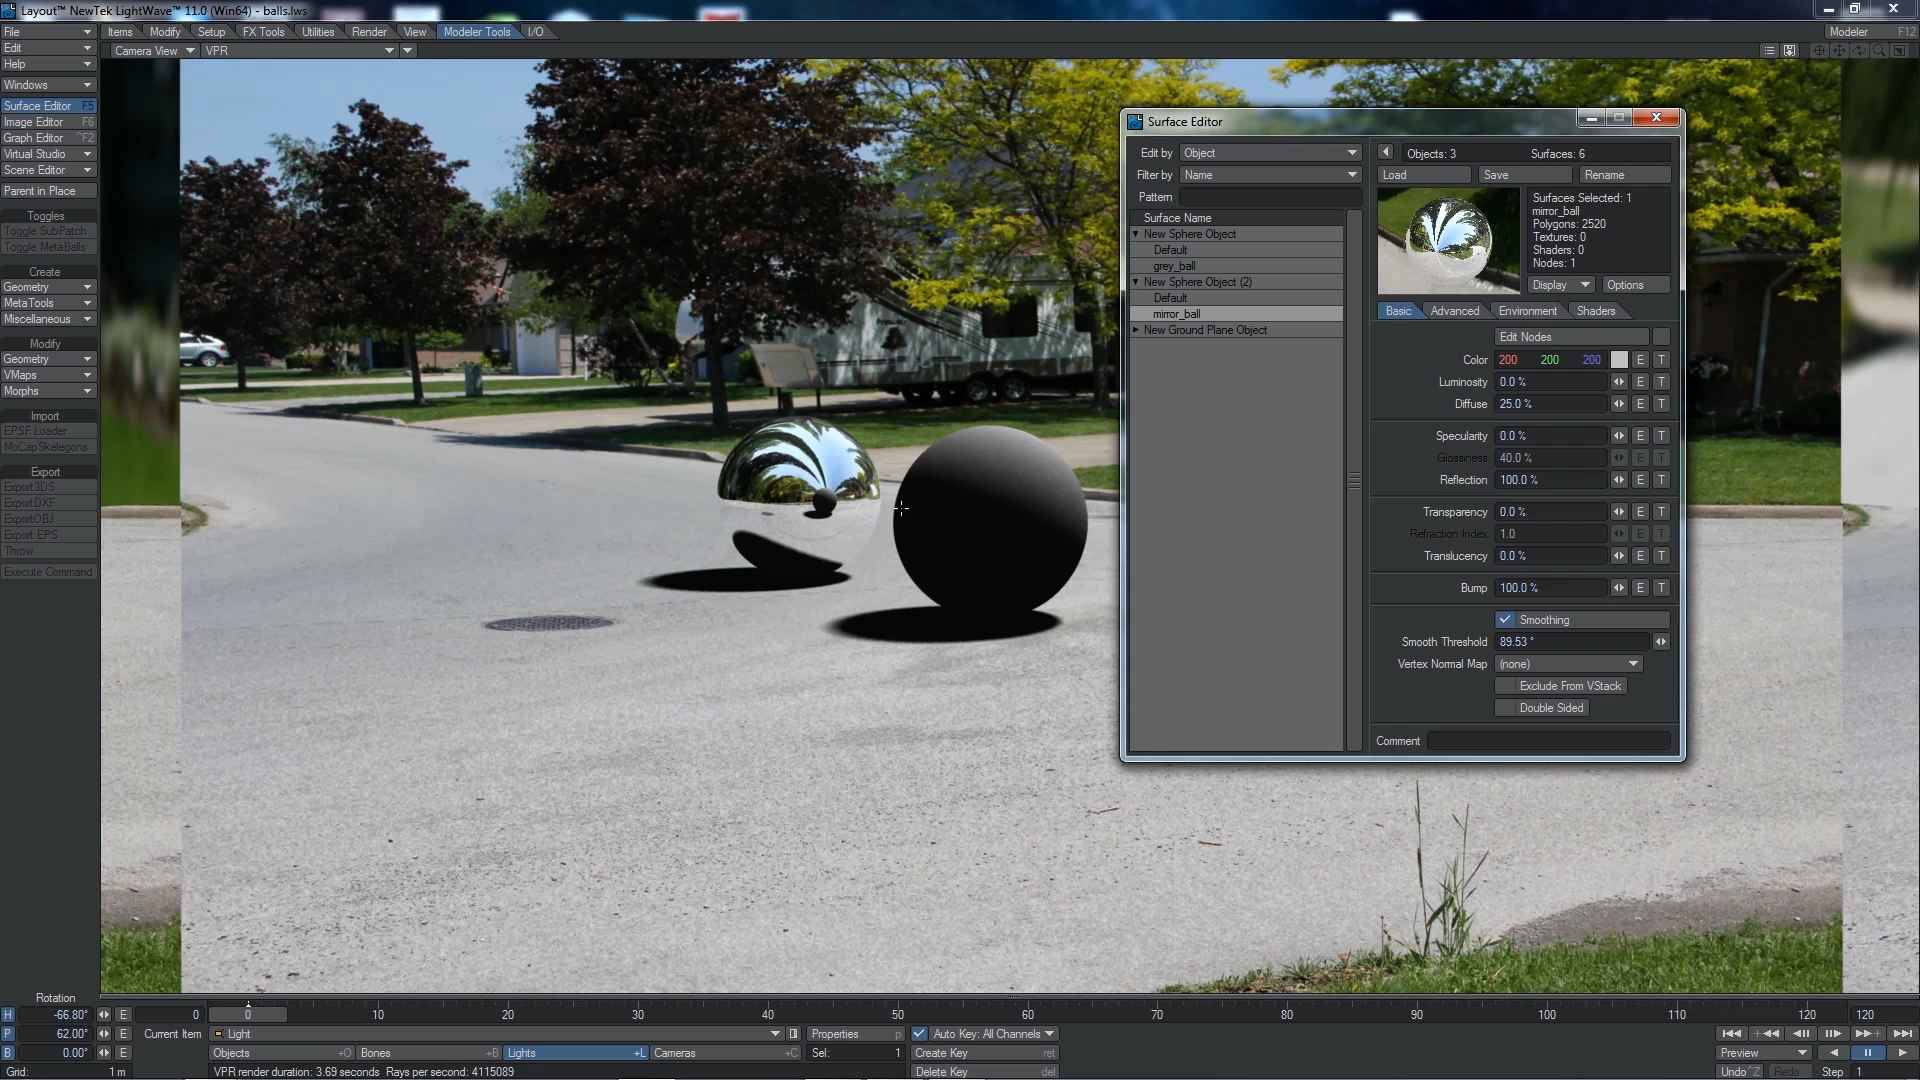 Layout™ NewTek LightWave™ 11.0 (Win64) - balls.lws
File
Items Modify Setup FX Tools Utilities Render View Modeler Tools I/O
Modeler F12
Edit
Camera View VPR
Help
Windows
Surface Editor F5
Image Editor F6
Graph Editor ^F2
Virtual Studio
Scene Editor
Parent in Place
Toggles
Toggle SubPatch
Toggle MetaBalls
Create
Geometry
MetaTools
Miscellaneous
Modify
Geometry
VMaps
Morphs
Import
EPSF Loader
MoCapSkelegons
Export
Export3DS
ExportDXF
ExportOBJ
Export EPS
Throw
Execute Command
Surface Editor
Edit by Object
Filter by Name
Pattern
Surface Name
New Sphere Object
Default
grey_ball
New Sphere Object (2)
Default
mirror_ball
New Ground Plane Object
Objects: 3 Surfaces: 6
Load Save Rename
Surfaces Selected: 1
mirror_ball
Polygons: 2520
Textures: 0
Shaders: 0
Nodes: 1
Display Options
Basic Advanced Environment Shaders
Edit Nodes
Color 200 200 200 E T
Luminosity 0.0 % E T
Diffuse 25.0 % E T
Specularity 0.0 % E T
Glossiness 40.0 % E T
Reflection 100.0 % E T
Transparency 0.0 % E T
Refraction Index 1.0 E T
Translucency 0.0 % E T
Bump 100.0 % E T
Smoothing
Smooth Threshold 89.53 °
Vertex Normal Map (none)
Exclude From VStack
Double Sided
Comment
Rotation
H -66.80° E 0 0 10 20 30 40 50 60 70 80 90 100 110 120 120
P 62.00° E Current Item Light Properties p Auto Key: All Channels
B 0.00° E Objects +O Bones +B Lights +L Cameras +C Sel: 1 Create Key ret Preview
Grid: 1 m VPR render duration: 3.69 seconds Rays per second: 4115089 Delete Key del Undo ^Z Redo Step 1